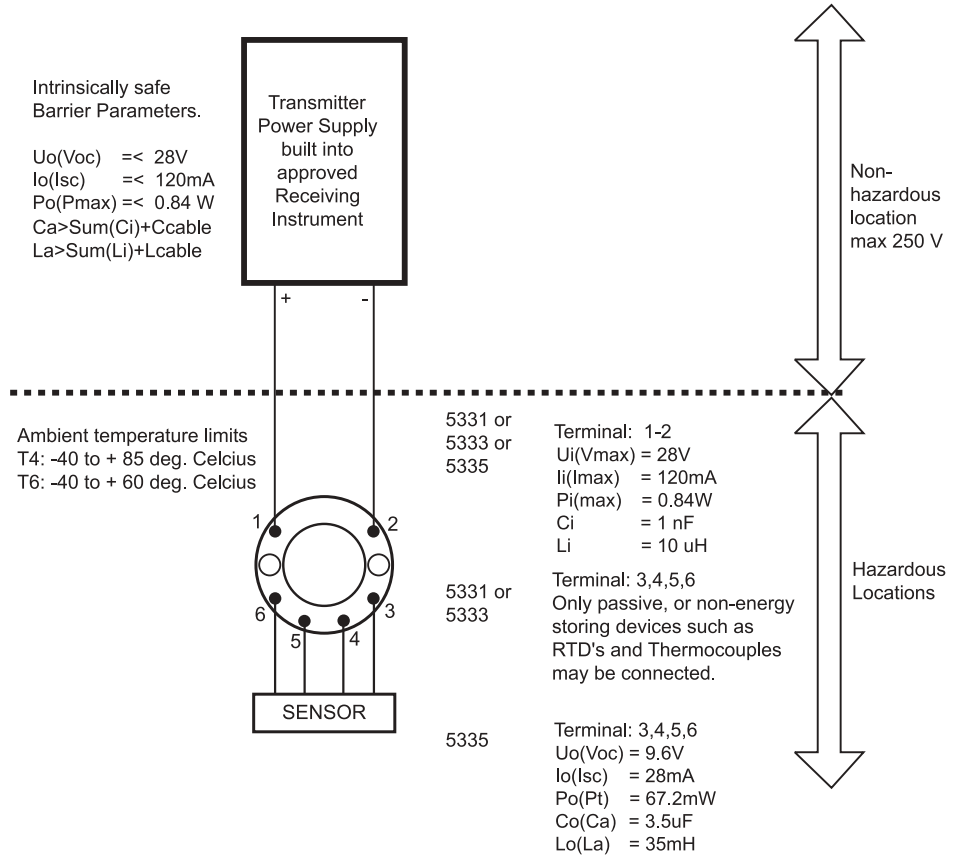 Intrinsically safe
Barrier Parameters.
Uo(Voc) =< 28V
Io(Isc) =< 120mA
Po(Pmax) =< 0.84 W
Ca>Sum(Ci)+Ccable
La>Sum(Li)+Lcable
Transmitter
Power Supply
built into
approved
Receiving
Instrument
+ -
Non-
hazardous
location
max 250 V
Ambient temperature limits
T4: -40 to + 85 deg. Celcius
T6: -40 to + 60 deg. Celcius
1 2
6 3
5 4
SENSOR
5331 or
5333 or
5335
Terminal: 1-2
Ui(Vmax) = 28V
Ii(Imax) = 120mA
Pi(max) = 0.84W
Ci = 1 nF
Li = 10 uH
5331 or
5333
Terminal: 3,4,5,6
Only passive, or non-energy
storing devices such as
RTD's and Thermocouples
may be connected.
Hazardous
Locations
5335
Terminal: 3,4,5,6
Uo(Voc) = 9.6V
Io(Isc) = 28mA
Po(Pt) = 67.2mW
Co(Ca) = 3.5uF
Lo(La) = 35mH